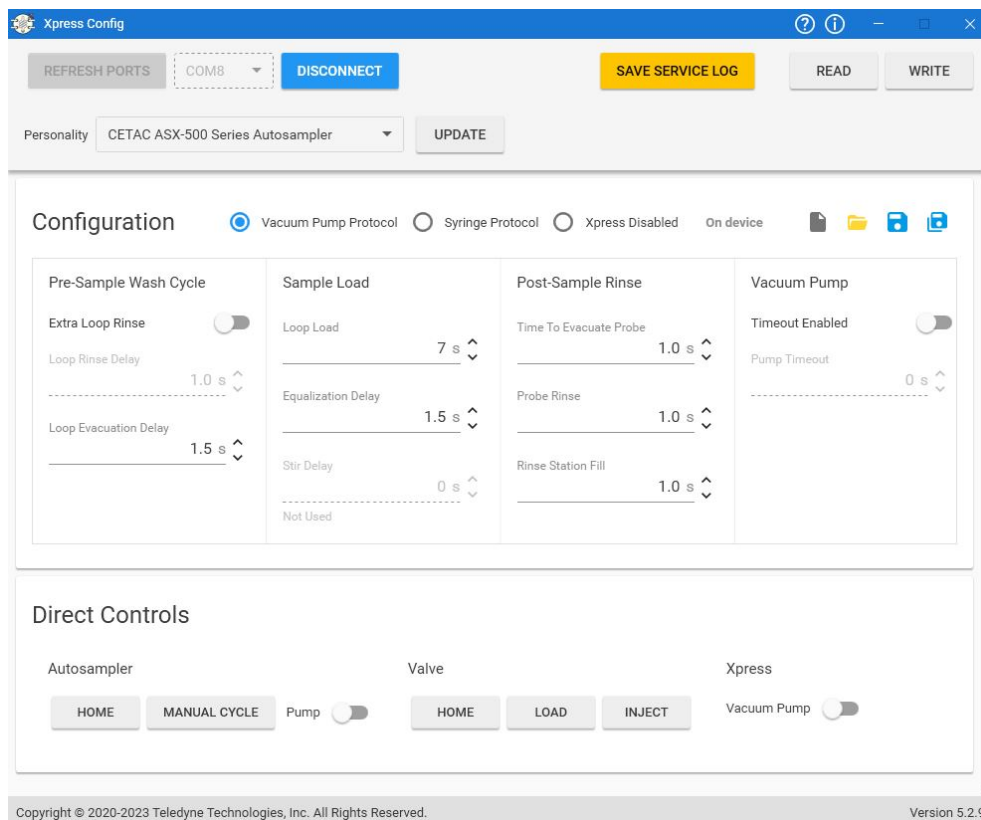 Xpress Config
REFRESH PORTS COM8 DISCONNECT SAVE SERVICE LOG READ WRITE
Personality CETAC ASX-500 Series Autosampler UPDATE
Configuration Vacuum Pump Protocol Syringe Protocol Xpress Disabled On device
Pre-Sample Wash Cycle
Extra Loop Rinse
Loop Rinse Delay
1.0 s
Loop Evacuation Delay
1.5 s
Sample Load
Loop Load
7 s
Equalization Delay
1.5 s
Stir Delay
0 s
Not Used
Post-Sample Rinse
Time To Evacuate Probe
1.0 s
Probe Rinse
1.0 s
Rinse Station Fill
1.0 s
Vacuum Pump
Timeout Enabled
Pump Timeout
0 s
Direct Controls
Autosampler
HOME MANUAL CYCLE Pump
Valve
HOME LOAD INJECT
Xpress
Vacuum Pump
Copyright © 2020-2023 Teledyne Technologies, Inc. All Rights Reserved. Version 5.2.9